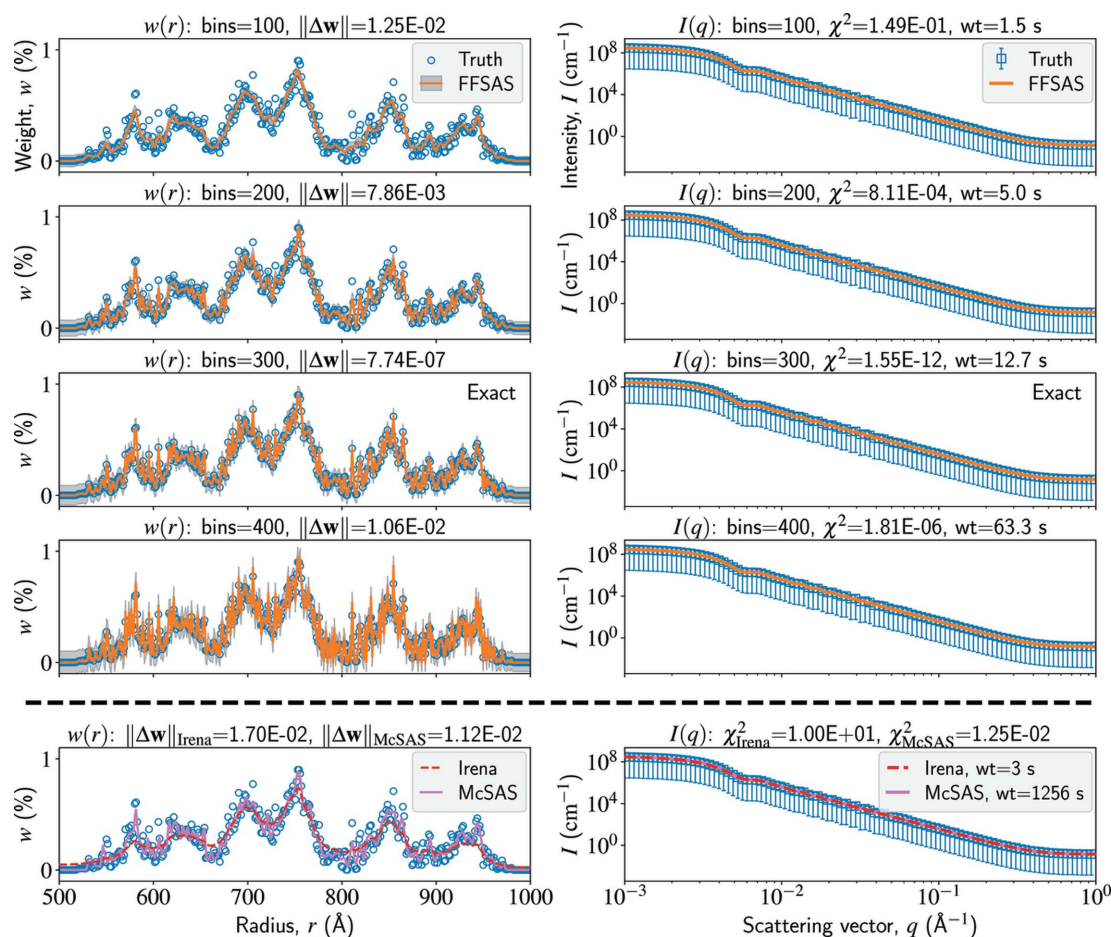 w(r): bins=100, ||Δw||=1.25E-02
I(q): bins=100, χ²=1.49E-01, wt=1.5 s
Weight, w (%)
1
0
Truth
FFSAS
Intensity, I (cm⁻¹)
10⁸
10⁴
10⁰
Truth
FFSAS
w(r): bins=200, ||Δw||=7.86E-03
I(q): bins=200, χ²=8.11E-04, wt=5.0 s
w (%)
1
0
I (cm⁻¹)
10⁸
10⁴
10⁰
w(r): bins=300, ||Δw||=7.74E-07
I(q): bins=300, χ²=1.55E-12, wt=12.7 s
w (%)
1
0
Exact
I (cm⁻¹)
10⁸
10⁴
10⁰
Exact
w(r): bins=400, ||Δw||=1.06E-02
I(q): bins=400, χ²=1.81E-06, wt=63.3 s
w (%)
1
0
I (cm⁻¹)
10⁸
10⁴
10⁰
w(r): ||Δw||Irena=1.70E-02, ||Δw||McSAS=1.12E-02
I(q): χ²Irena=1.00E+01, χ²McSAS=1.25E-02
w (%)
1
0
Irena
McSAS
I (cm⁻¹)
10⁸
10⁴
10⁰
Irena, wt=3 s
McSAS, wt=1256 s
500 600 700 800 900 1000
10⁻³ 10⁻² 10⁻¹ 10⁰
Radius, r (Å)
Scattering vector, q (Å⁻¹)